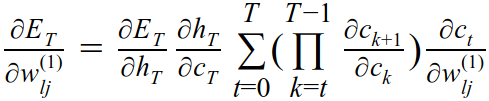 ∂E_T/∂w_{lj}^{(1)} = ∂E_T/∂h_T ∂h_T/∂c_T ∑_{t=0}^{T} (∏_{k=t}^{T−1} ∂c_{k+1}/∂c_k) ∂c_t/∂w_{lj}^{(1)}